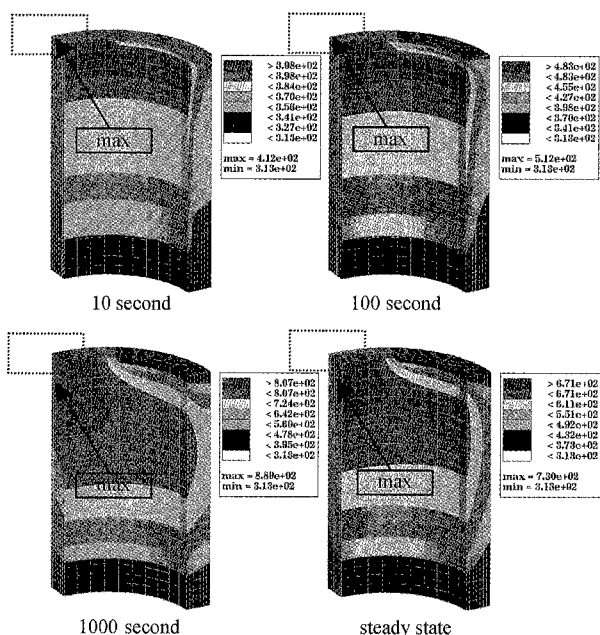 > 3.98e+02
< 3.98e+02
< 3.84e+02
< 3.70e+02
< 3.56e+02
< 3.41e+02
< 3.27e+02
< 3.13e+02
max = 4.12e+02
min = 3.13e+02
max
10 second
> 4.83e+02
< 4.83e+02
< 4.55e+02
< 4.27e+02
< 3.98e+02
< 3.70e+02
< 3.41e+02
< 3.13e+02
max = 5.12e+02
min = 3.13e+02
max
100 second
> 8.07e+02
< 8.07e+02
< 7.24e+02
< 6.42e+02
< 5.60e+02
< 4.78e+02
< 3.95e+02
< 3.13e+02
max = 8.89e+02
min = 3.13e+02
max
1000 second
> 6.71e+02
< 6.71e+02
< 6.11e+02
< 5.51e+02
< 4.92e+02
< 4.32e+02
< 3.73e+02
< 3.13e+02
max = 7.30e+02
min = 3.13e+02
max
steady state